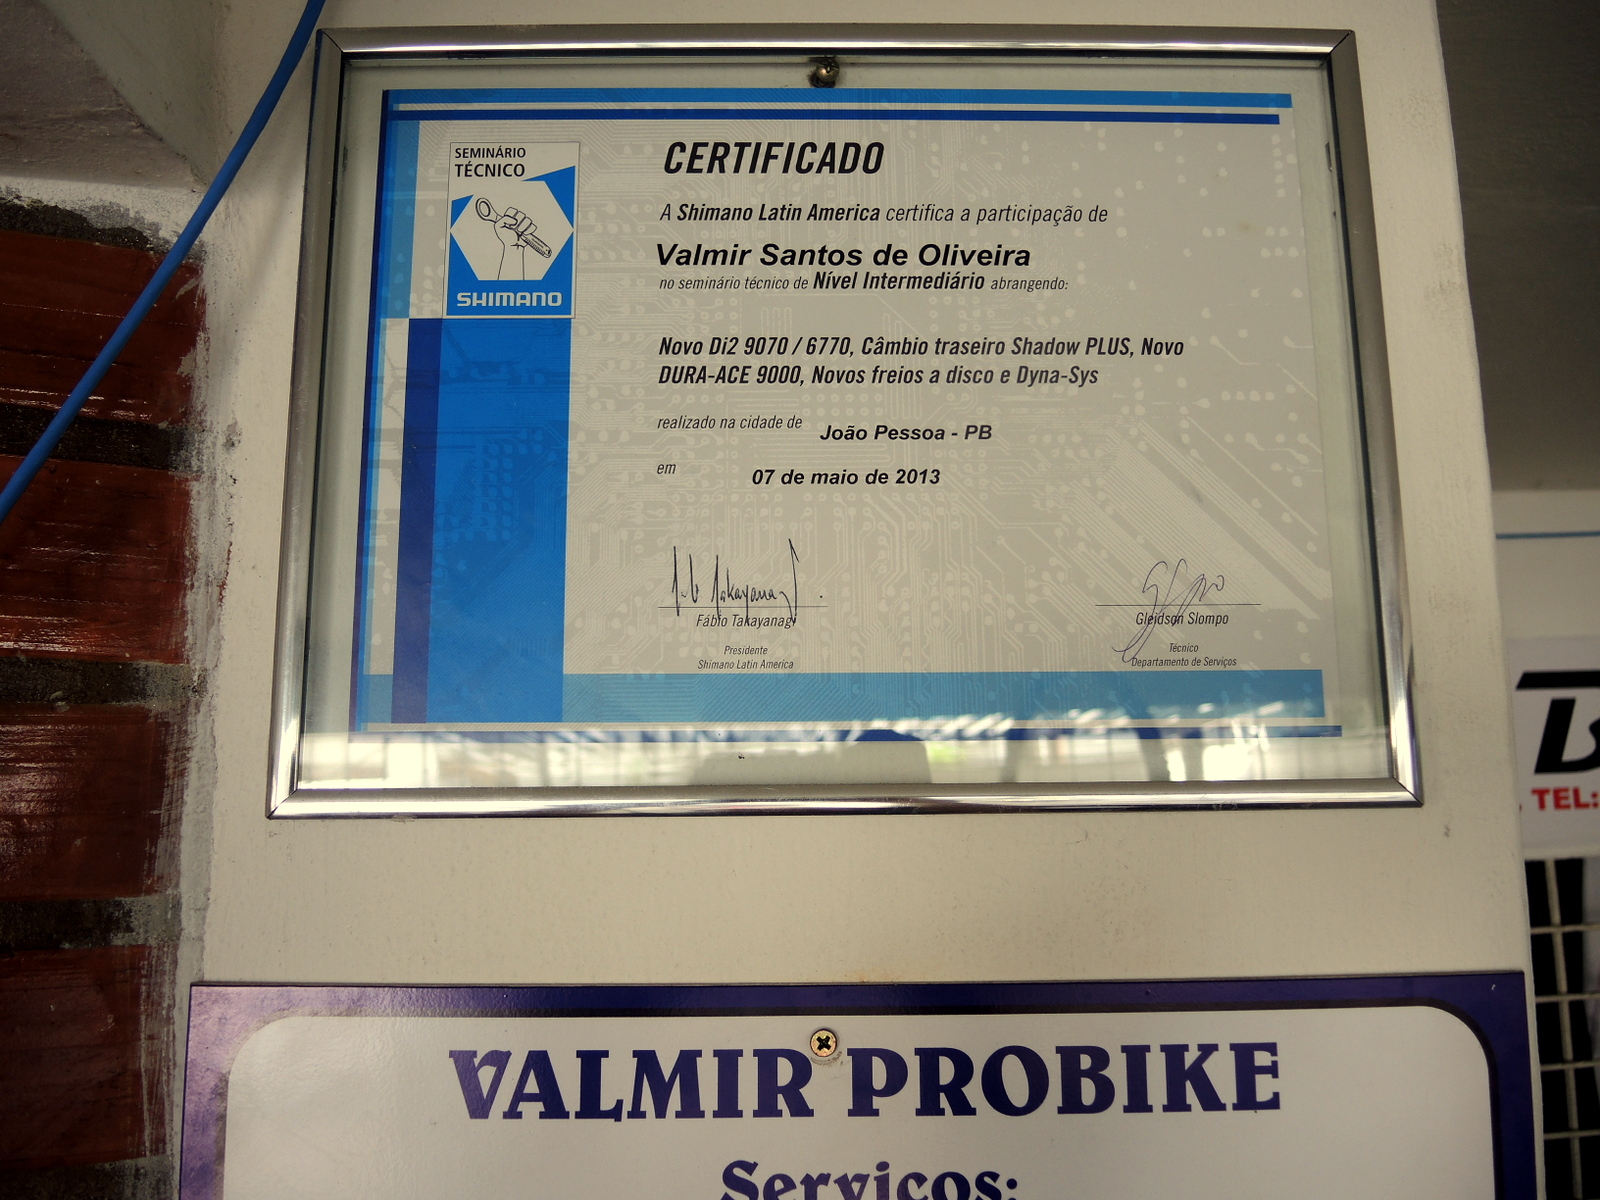 SEMINÁRIO
TÉCNICO
SHIMANO
CERTIFICADO
A Shimano Latin America certifica a participação de
Valmir Santos de Oliveira
no seminário técnico de Nível Intermediário abrangendo:
Novo Di2 9070 / 6770, Câmbio traseiro Shadow PLUS, Novo
DURA-ACE 9000, Novos freios a disco e Dyna-Sys
realizado na cidade de João Pessoa - PB
em 07 de maio de 2013
Fábio Takayanagi
Presidente
Shimano Latin America
Gleidson Slompo
Técnico
Departamento de Serviços
TEL:
VALMIR PROBIKE
Serviços: